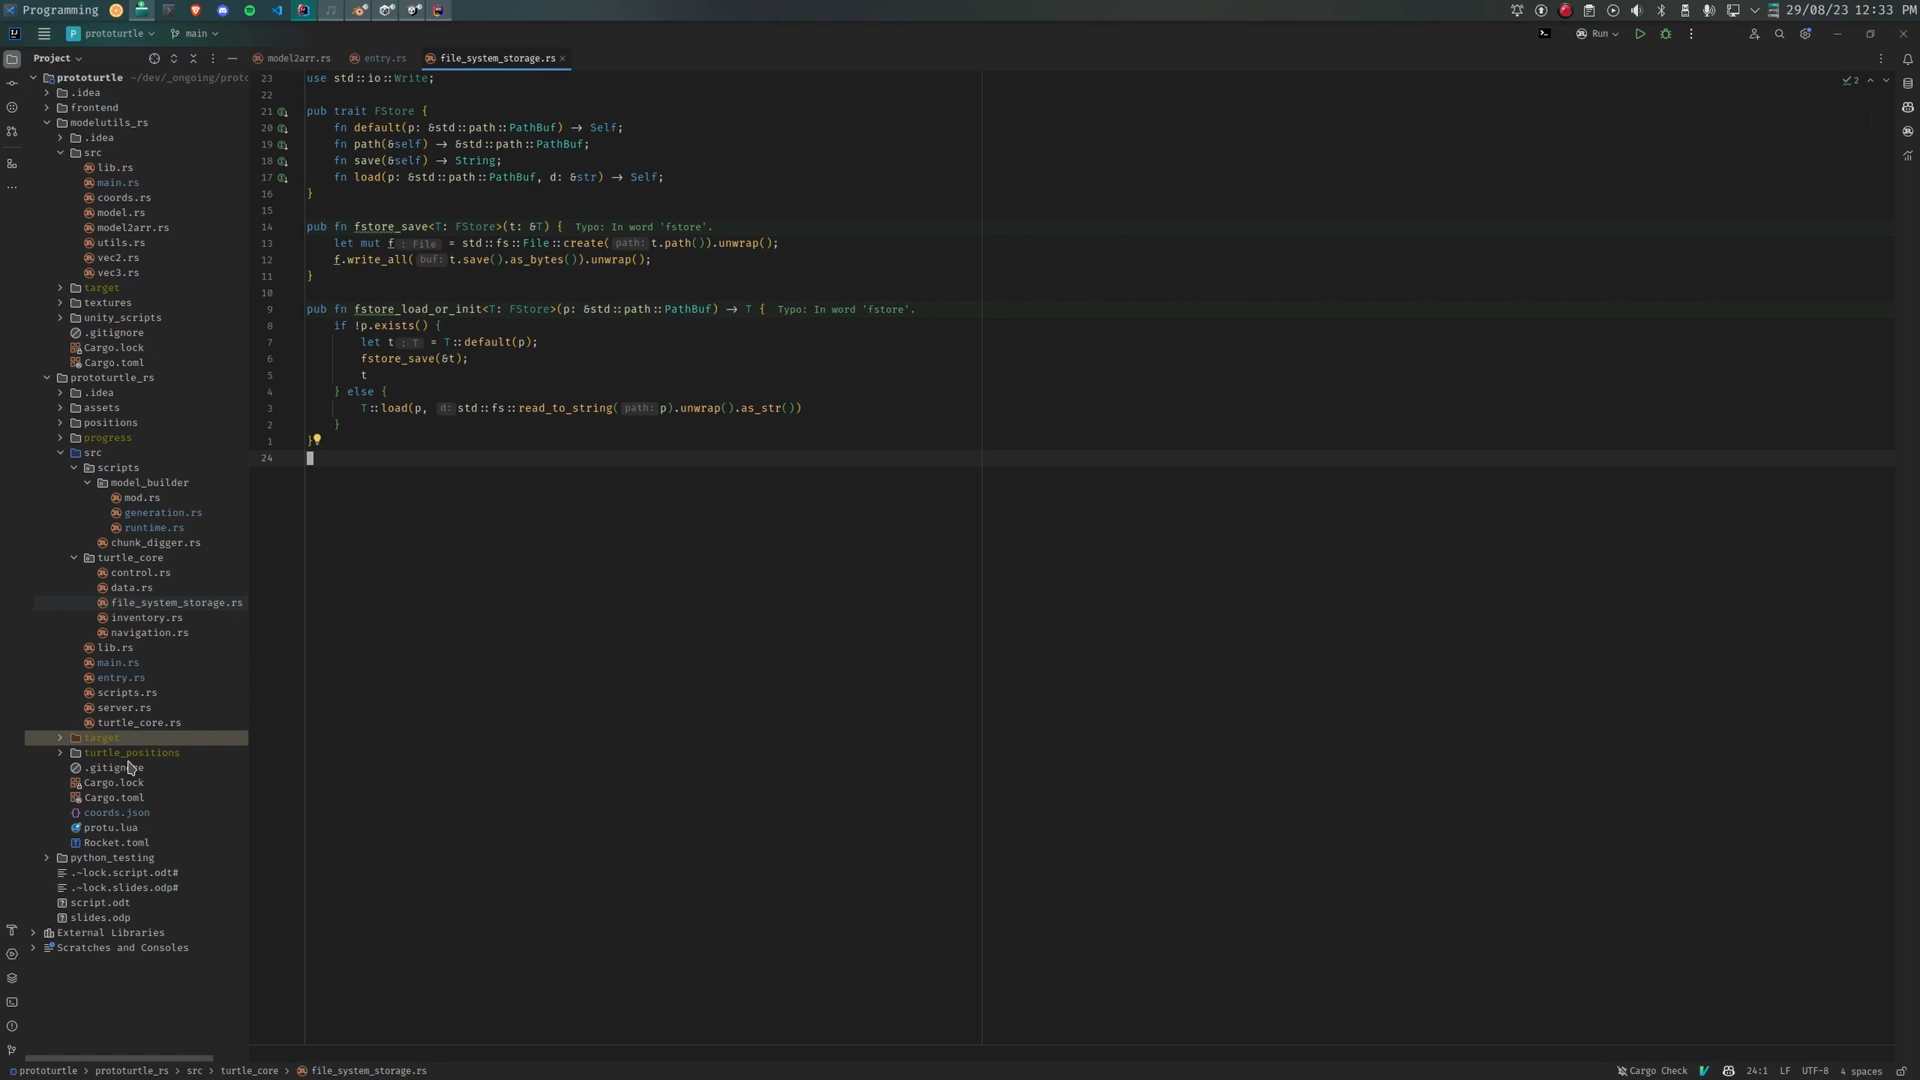 Programming
29/08/23 12:33 PM
prototurtle
main
Run
Project
model2arr.rs
entry.rs
file_system_storage.rs
2
prototurtle ~/dev/_ongoing/proto
.idea
frontend
modelutils_rs
.idea
src
lib.rs
main.rs
coords.rs
model.rs
model2arr.rs
utils.rs
vec2.rs
vec3.rs
target
textures
unity_scripts
.gitignore
Cargo.lock
Cargo.toml
prototurtle_rs
.idea
assets
positions
progress
src
scripts
model_builder
mod.rs
generation.rs
runtime.rs
chunk_digger.rs
turtle_core
control.rs
data.rs
file_system_storage.rs
inventory.rs
navigation.rs
lib.rs
main.rs
entry.rs
scripts.rs
server.rs
turtle_core.rs
target
turtle_positions
.gitignore
Cargo.lock
Cargo.toml
coords.json
protu.lua
Rocket.toml
python_testing
.~lock.script.odt#
.~lock.slides.odp#
script.odt
slides.odp
External Libraries
Scratches and Consoles
23 use std::io::Write;
22
21 pub trait FStore {
20 fn default(p: &std::path::PathBuf) → Self;
19 fn path(&self) → &std::path::PathBuf;
18 fn save(&self) → String;
17 fn load(p: &std::path::PathBuf, d: &str) → Self;
16 }
15
14 pub fn fstore_save<T: FStore>(t: &T) { Typo: In word 'fstore'.
13 let mut f : File = std::fs::File::create( path: t.path()).unwrap();
12 f.write_all( buf: t.save().as_bytes()).unwrap();
11 }
10
9 pub fn fstore_load_or_init<T: FStore>(p: &std::path::PathBuf) → T { Typo: In word 'fstore'.
8 if !p.exists() {
7 let t : T = T::default(p);
6 fstore_save(&t);
5 t
4 } else {
3 T::load(p, d: std::fs::read_to_string( path: p).unwrap().as_str())
2 }
1 }
24
prototurtle > prototurtle_rs > src > turtle_core > file_system_storage.rs
Cargo Check
24:1 LF UTF-8 4 spaces